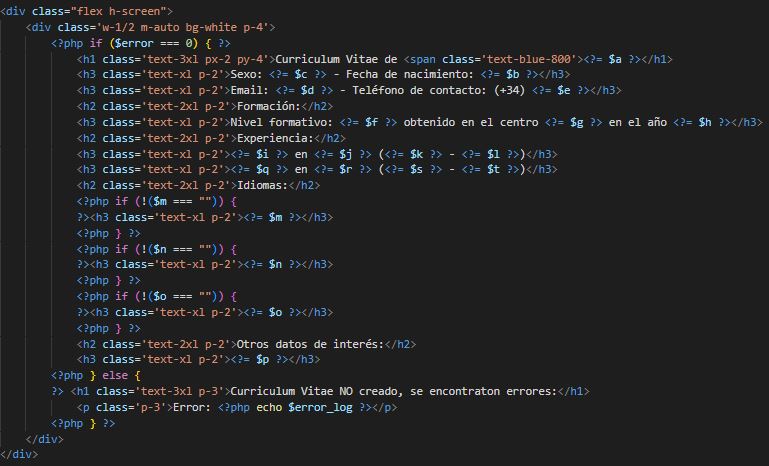 <div class="flex h-screen">
<div class='w-1/2 m-auto bg-white p-4'>
<?php if ($error === 0) { ?>
<h1 class='text-3xl px-2 py-4'>Curriculum Vitae de <span class='text-blue-800'><?= $a ?></h1>
<h3 class='text-xl p-2'>Sexo: <?= $c ?> - Fecha de nacimiento: <?= $b ?></h3>
<h3 class='text-xl p-2'>Email: <?= $d ?> - Teléfono de contacto: (+34) <?= $e ?></h3>
<h2 class='text-2xl p-2'>Formación:</h2>
<h3 class='text-xl p-2'>Nivel formativo: <?= $f ?> obtenido en el centro <?= $g ?> en el año <?= $h ?></h3>
<h2 class='text-2xl p-2'>Experiencia:</h2>
<h3 class='text-xl p-2'><?= $i ?> en <?= $j ?> (<?= $k ?> - <?= $l ?>)</h3>
<h3 class='text-xl p-2'><?= $q ?> en <?= $r ?> (<?= $s ?> - <?= $t ?>)</h3>
<h2 class='text-2xl p-2'>Idiomas:</h2>
<?php if (!($m === "")) {
?><h3 class='text-xl p-2'><?= $m ?></h3>
<?php } ?>
<?php if (!($n === "")) {
?><h3 class='text-xl p-2'><?= $n ?></h3>
<?php } ?>
<?php if (!($o === "")) {
?><h3 class='text-xl p-2'><?= $o ?></h3>
<?php } ?>
<h2 class='text-2xl p-2'>Otros datos de interés:</h2>
<h3 class='text-xl p-2'><?= $p ?></h3>
<?php } else {
?> <h1 class='text-3xl p-3'>Curriculum Vitae NO creado, se encontraton errores:</h1>
<p class='p-3'>Error: <?php echo $error_log ?></p>
<?php } ?>
</div>
</div>